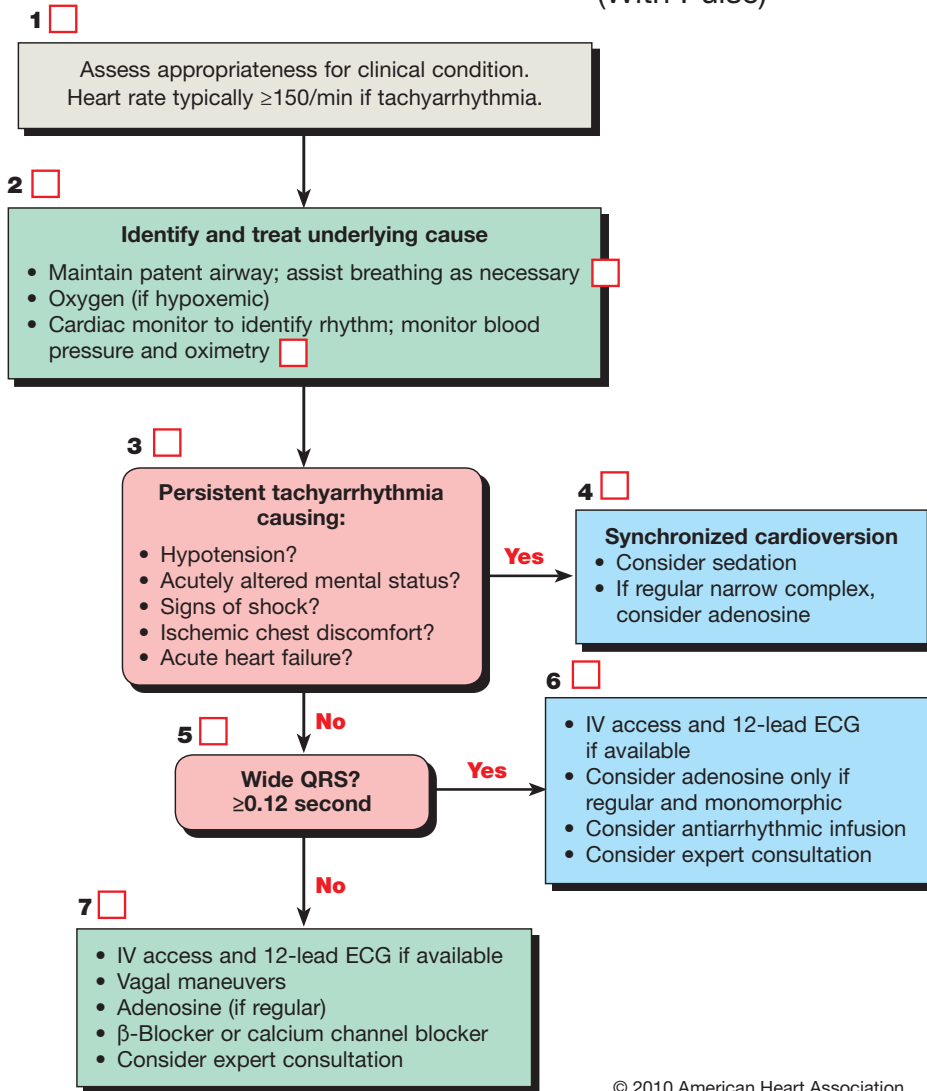 (With Pulse)
1
Assess appropriateness for clinical condition.
Heart rate typically ≥150/min if tachyarrhythmia.
2
Identify and treat underlying cause
• Maintain patent airway; assist breathing as necessary
• Oxygen (if hypoxemic)
• Cardiac monitor to identify rhythm; monitor blood
pressure and oximetry
3
Persistent tachyarrhythmia
causing:
• Hypotension?
• Acutely altered mental status?
• Signs of shock?
• Ischemic chest discomfort?
• Acute heart failure?
Yes
4
Synchronized cardioversion
• Consider sedation
• If regular narrow complex,
consider adenosine
No
5
Wide QRS?
≥0.12 second
Yes
6
• IV access and 12-lead ECG
if available
• Consider adenosine only if
regular and monomorphic
• Consider antiarrhythmic infusion
• Consider expert consultation
No
7
• IV access and 12-lead ECG if available
• Vagal maneuvers
• Adenosine (if regular)
• β-Blocker or calcium channel blocker
• Consider expert consultation
© 2010 American Heart Association